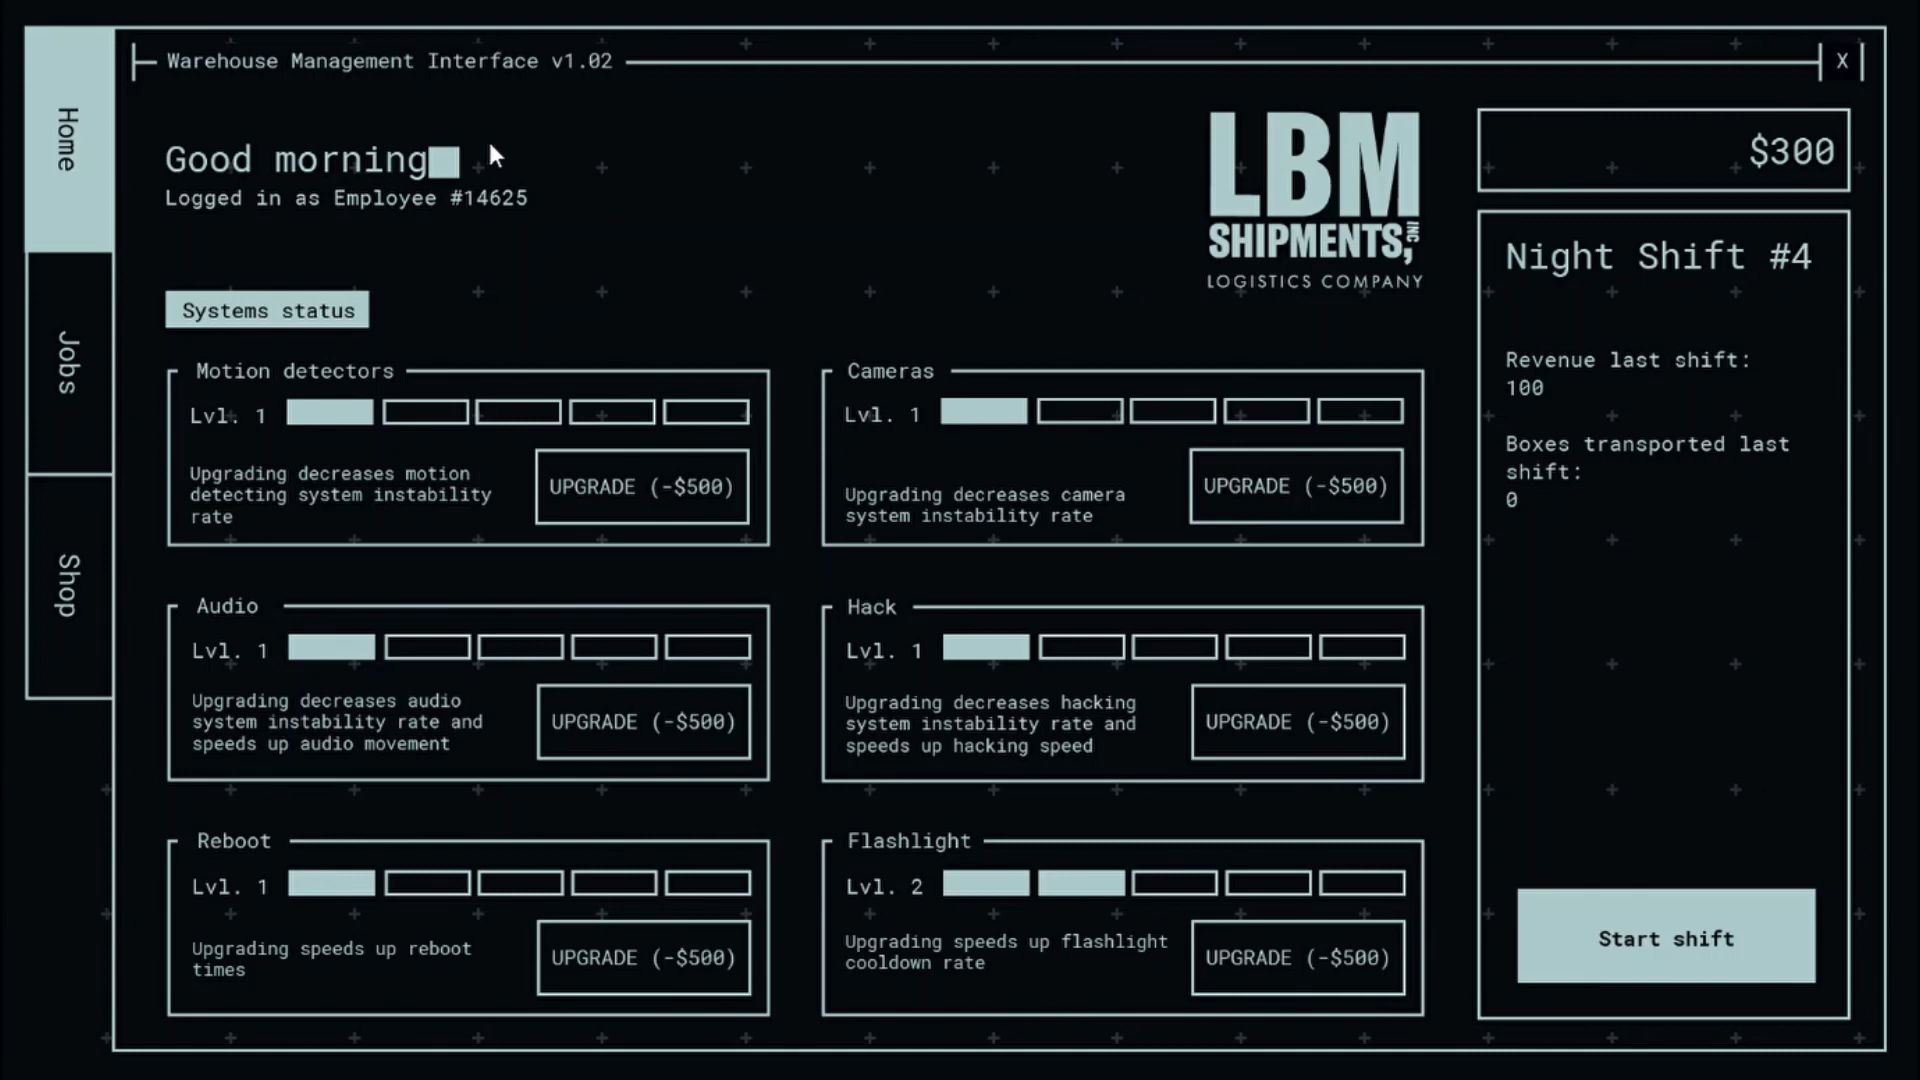 Warehouse Management Interface v1.02
X
Home
Jobs
Shop
Good morning
Logged in as Employee #14625
LBM
SHIPMENTS, INC
LOGISTICS COMPANY
$300
Systems status
Motion detectors
Lvl. 1
Upgrading decreases motion
detecting system instability
rate
UPGRADE (-$500)
Cameras
Lvl. 1
Upgrading decreases camera
system instability rate
UPGRADE (-$500)
Audio
Lvl. 1
Upgrading decreases audio
system instability rate and
speeds up audio movement
UPGRADE (-$500)
Hack
Lvl. 1
Upgrading decreases hacking
system instability rate and
speeds up hacking speed
UPGRADE (-$500)
Reboot
Lvl. 1
Upgrading speeds up reboot
times
UPGRADE (-$500)
Flashlight
Lvl. 2
Upgrading speeds up flashlight
cooldown rate
UPGRADE (-$500)
Night Shift #4
Revenue last shift:
100
Boxes transported last
shift:
0
Start shift